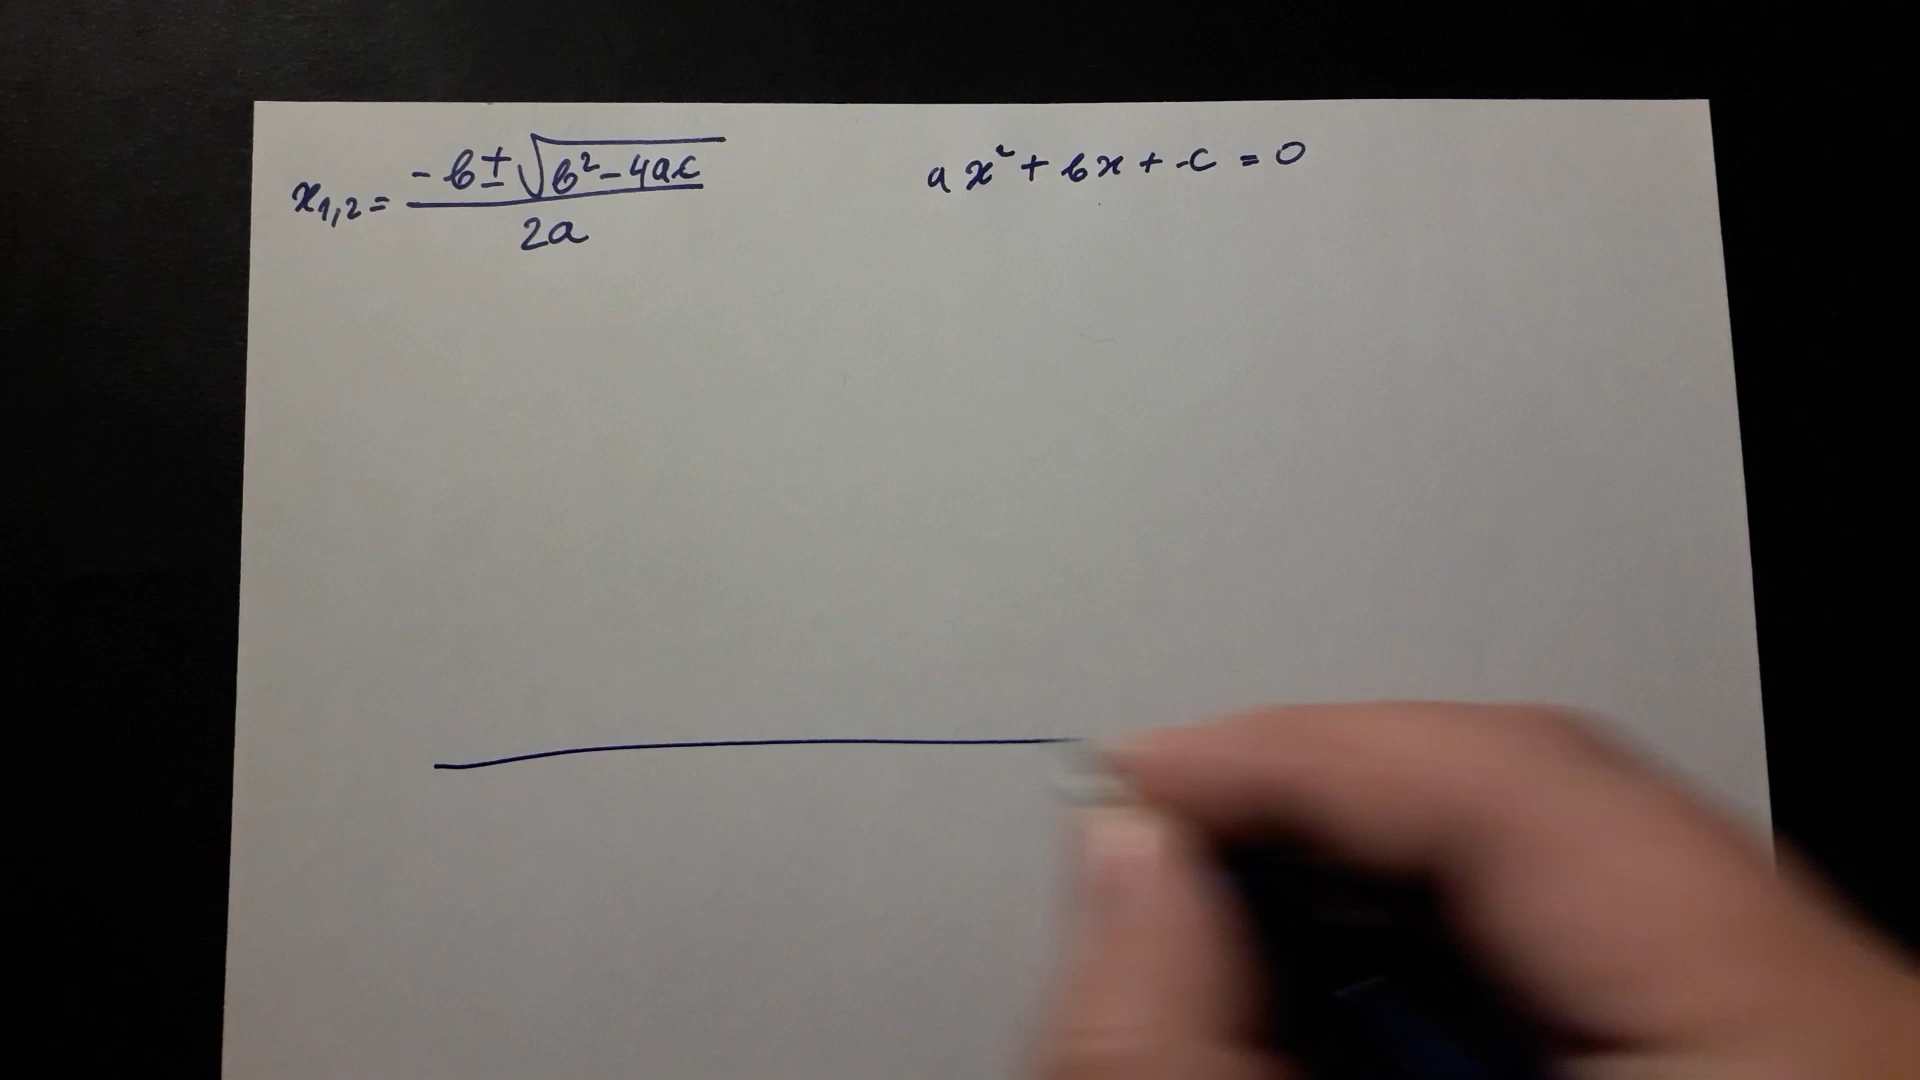 x1,2 = (-b ± √(b² - 4ac)) / 2a
ax² + bx + c = 0